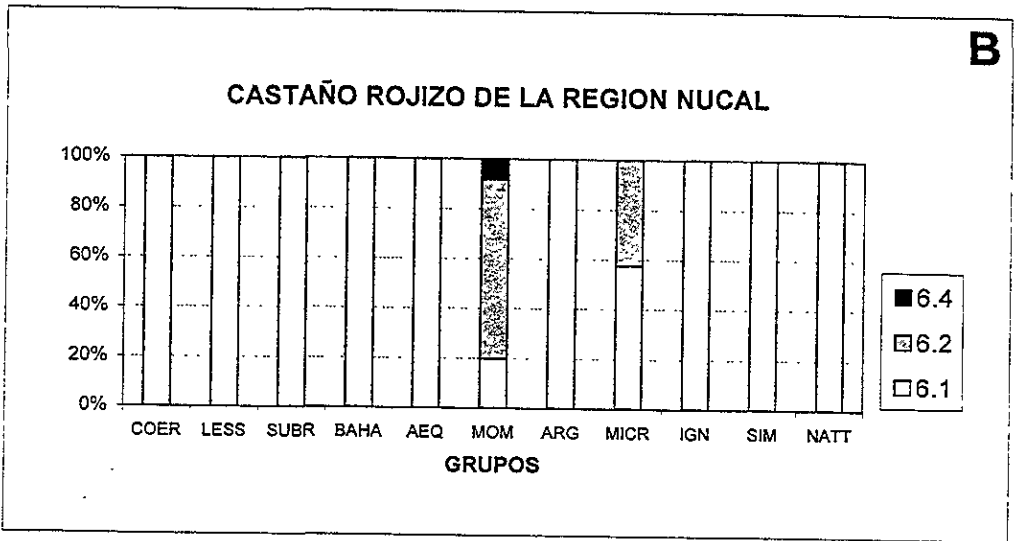 B
CASTAÑO ROJIZO DE LA REGION NUCAL
100%
80%
60%
40%
20%
0%
COER LESS SUBR BAHA AEQ MOM ARG MICR IGN SIM NATT
GRUPOS
6.4
6.2
6.1